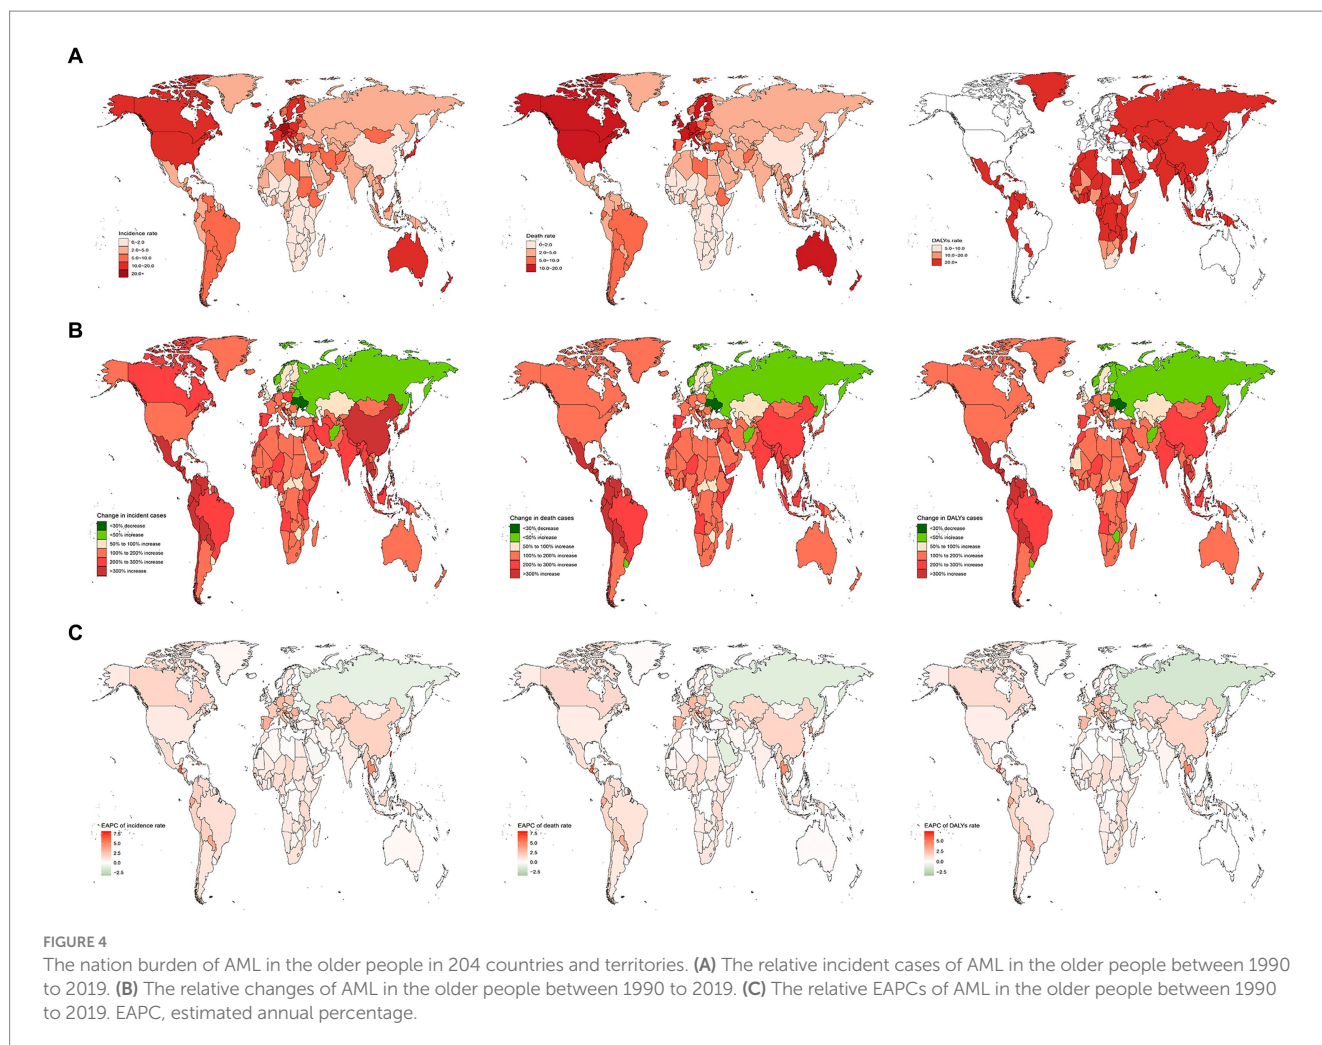 A
Incidence rate
0~2.0
2.0~5.0
5.0~10.0
10.0~20.0
20.0+
Death rate
0~2.0
2.0~5.0
5.0~10.0
10.0~20.0
DALYs rate
5.0~10.0
10.0~20.0
20.0+
B
Change in incident cases
<30% decrease
<50% increase
50% to 100% increase
100% to 200% increase
200% to 300% increase
>300% increase
Change in death cases
<30% decrease
<50% increase
50% to 100% increase
100% to 200% increase
200% to 300% increase
>300% increase
Change in DALYs cases
<30% decrease
<50% increase
50% to 100% increase
100% to 200% increase
200% to 300% increase
>300% increase
C
EAPC of incidence rate
7.5
5.0
2.5
0.0
−2.5
EAPC of death rate
7.5
5.0
2.5
0.0
−2.5
EAPC of DALYs rate
5.0
2.5
0.0
−2.5
FIGURE 4
The nation burden of AML in the older people in 204 countries and territories. (A) The relative incident cases of AML in the older people between 1990
to 2019. (B) The relative changes of AML in the older people between 1990 to 2019. (C) The relative EAPCs of AML in the older people between 1990
to 2019. EAPC, estimated annual percentage.